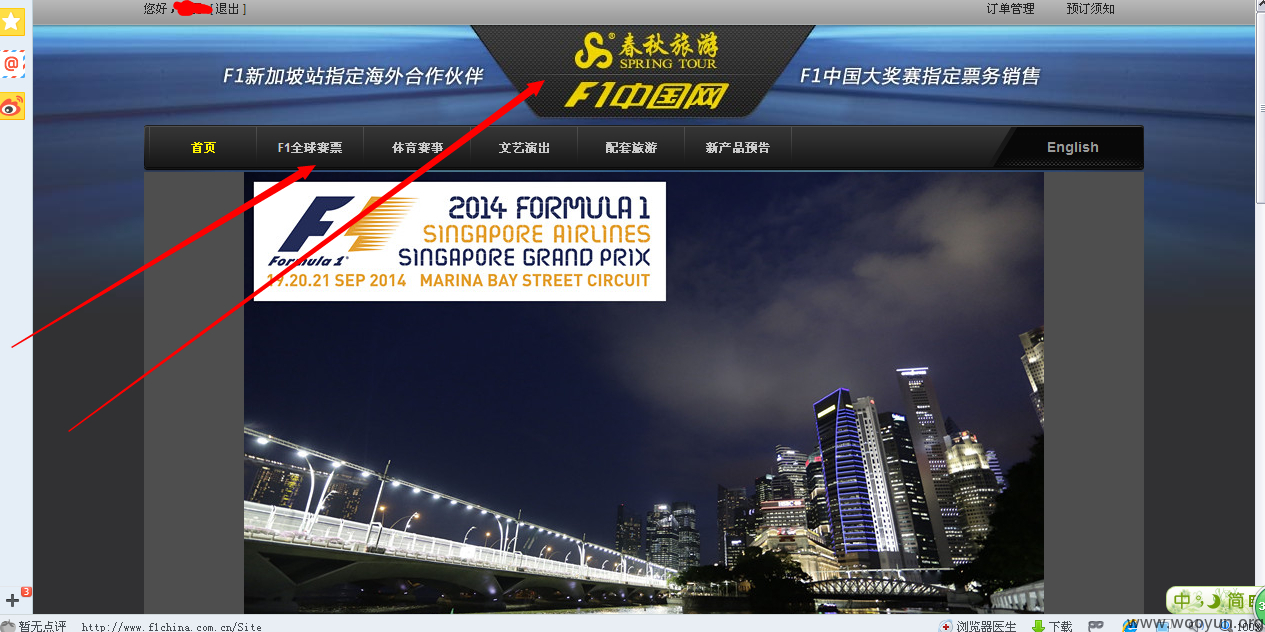 您好 [退出]
订单管理 预订须知
春秋旅游
SPRING TOUR
F1中国网
F1新加坡站指定海外合作伙伴
F1中国大奖赛指定票务销售
首页 F1全球赛票 体育赛事 文艺演出 配套旅游 新产品预告 English
F1
Formula 1®
2014 FORMULA 1
SINGAPORE AIRLINES
SINGAPORE GRAND PRIX
19.20.21 SEP 2014 MARINA BAY STREET CIRCUIT
3
中 简
暂无点评 http://www.f1china.com.cn/Site
浏览器医生 下载
www.wooyun.org